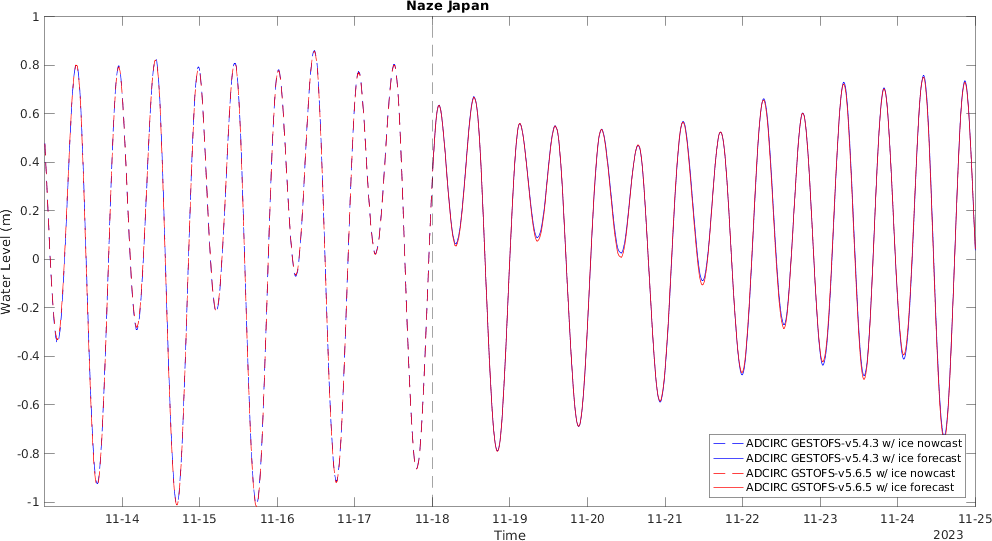 Naze Japan
1
0.8
0.6
0.4
0.2
0
-0.2
-0.4
-0.6
-0.8
-1
Water Level (m)
11-14 11-15 11-16 11-17 11-18 11-19 11-20 11-21 11-22 11-23 11-24 11-25
Time
2023
ADCIRC GESTOFS-v5.4.3 w/ ice nowcast
ADCIRC GESTOFS-v5.4.3 w/ ice forecast
ADCIRC GSTOFS-v5.6.5 w/ ice nowcast
ADCIRC GSTOFS-v5.6.5 w/ ice forecast